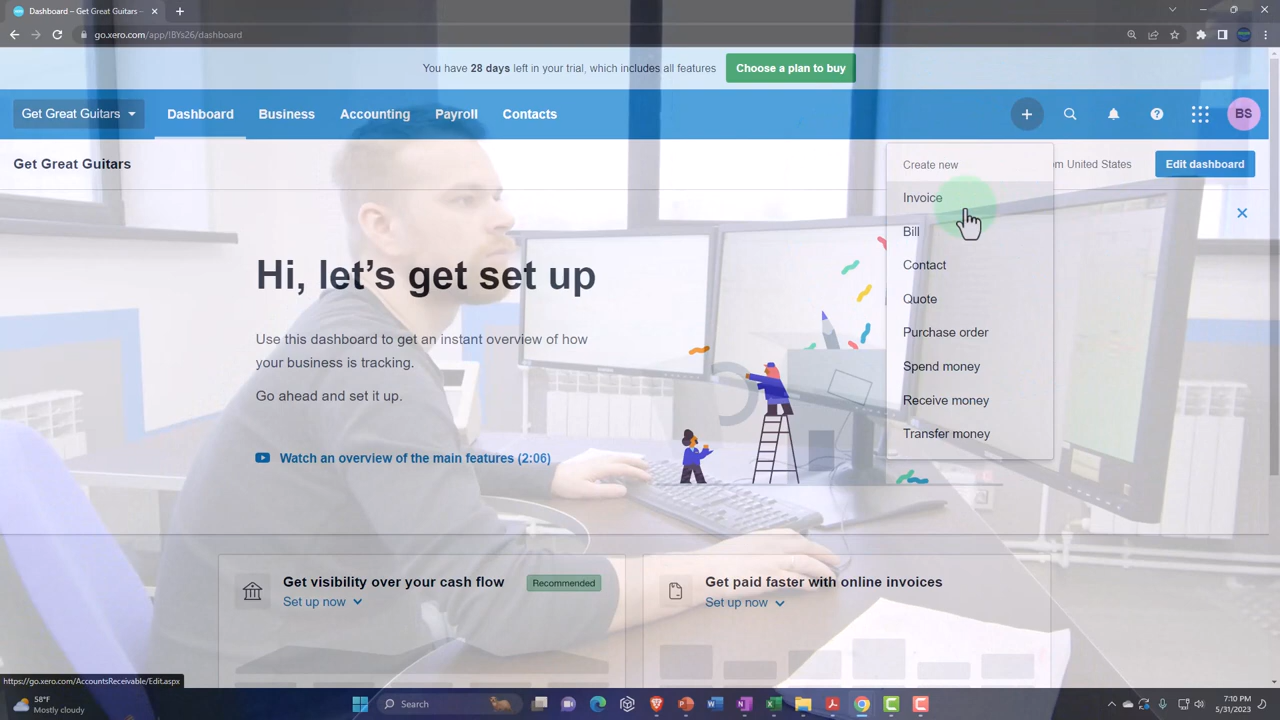 Dashboard – Get Great Guitars –
go.xero.com/app/!BYs26/dashboard
You have 28 days left in your trial, which includes all features
Choose a plan to buy
Get Great Guitars
Dashboard
Business
Accounting
Payroll
Contacts
BS
Get Great Guitars
Create new
om United States
Edit dashboard
Invoice
Bill
Contact
Quote
Purchase order
Spend money
Receive money
Transfer money
Hi, let's get set up
Use this dashboard to get an instant overview of how
your business is tracking.
Go ahead and set it up.
Watch an overview of the main features (2:06)
Get visibility over your cash flow
Recommended
Set up now
Get paid faster with online invoices
Set up now
https://go.xero.com/AccountsReceivable/Edit.aspx
58°F
Mostly cloudy
Search
7:10 PM
5/31/2023